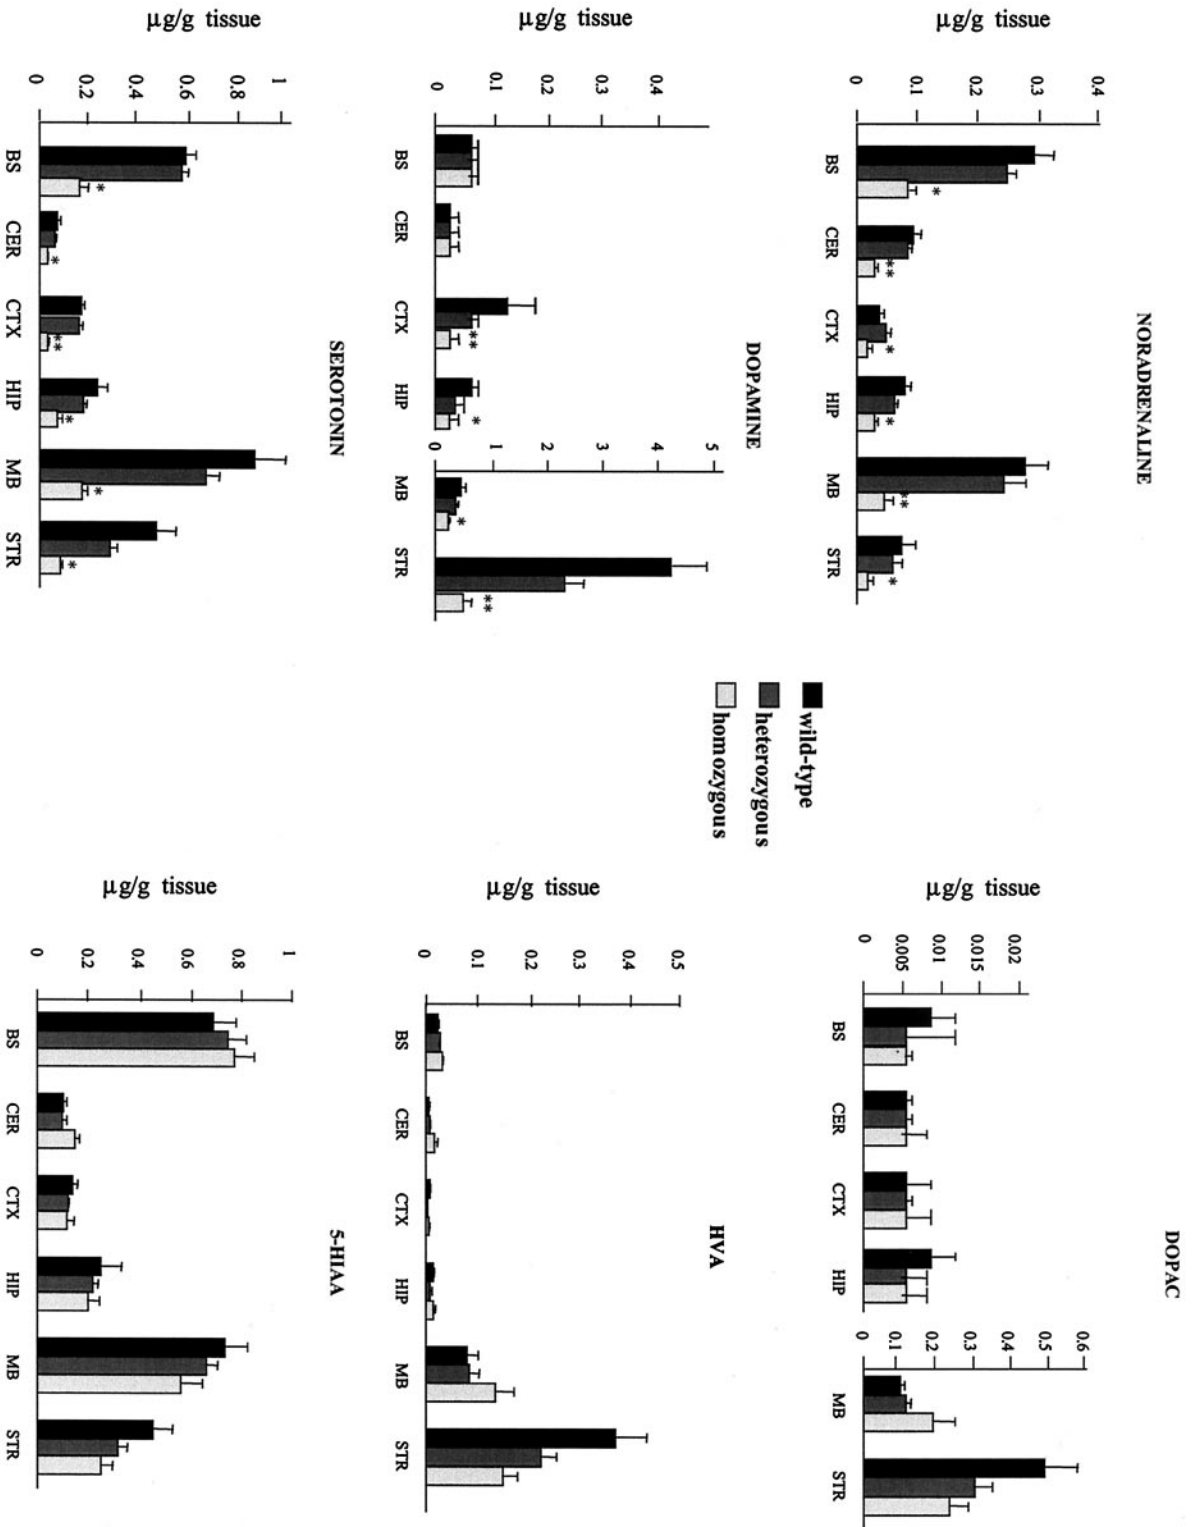 NORADRENALINE
μg/g tissue
0.4
0.3
0.2
0.1
0
* ** * * ** *
BS CER CTX HIP MB STR
DOPAC
μg/g tissue
0.02
0.15
0.01
0.005
0
0.6
0.5
0.4
0.3
0.2
0.1
0
BS CER CTX HIP MB STR
wild-type
heterozygous
homozygous
DOPAMINE
μg/g tissue
0.4
0.3
0.2
0.1
0
5
4
3
2
1
0
** * * **
BS CER CTX HIP MB STR
HVA
μg/g tissue
0.5
0.4
0.3
0.2
0.1
0
BS CER CTX HIP MB STR
SEROTONIN
μg/g tissue
1
0.8
0.6
0.4
0.2
0
* * ** * * *
BS CER CTX HIP MB STR
5-HIAA
μg/g tissue
1
0.8
0.6
0.4
0.2
0
BS CER CTX HIP MB STR